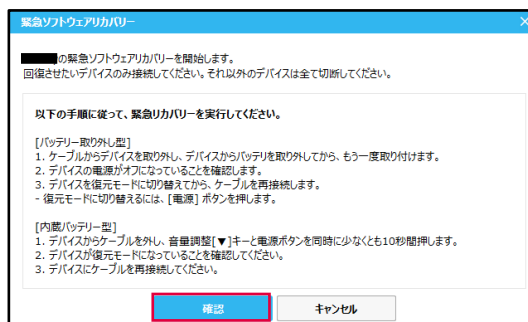 緊急ソフトウェアリカバリー
の緊急ソフトウェアリカバリーを開始します。
回復させたいデバイスのみ接続してください。それ以外のデバイスは全て切断してください。
以下の手順に従って、緊急リカバリーを実行してください。
[バッテリー取り外し型]
1. ケーブルからデバイスを取り外し、デバイスからバッテリを取り外してから、もう一度取り付けます。
2. デバイスの電源がオフになっていることを確認します。
3. デバイスを復元モードに切り替えてから、ケーブルを再接続します。
- 復元モードに切り替えるには、[電源] ボタンを押します。
[内蔵バッテリー型]
1. デバイスからケーブルを外し、音量調整[▼]キーと電源ボタンを同時に少なくとも10秒間押します。
2. デバイスが復元モードになっていることを確認してください。
3. デバイスにケーブルを再接続してください。
確認
キャンセル